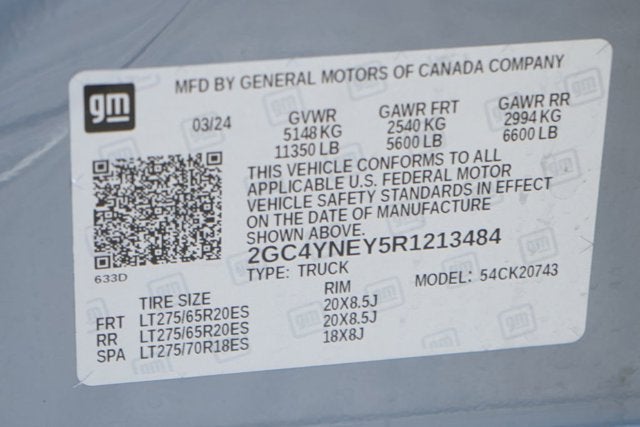 gm
MFD BY GENERAL MOTORS OF CANADA COMPANY
03/24 GVWR GAWR FRT GAWR RR
5148 KG 2540 KG 2994 KG
11350 LB 5600 LB 6600 LB
THIS VEHICLE CONFORMS TO ALL
APPLICABLE U.S. FEDERAL MOTOR
VEHICLE SAFETY STANDARDS IN EFFECT
ON THE DATE OF MANUFACTURE
SHOWN ABOVE.
2GC4YNEY5R1213484
633D
TYPE: TRUCK MODEL: 54CK20743
TIRE SIZE RIM
FRT LT275/65R20ES 20X8.5J
RR LT275/65R20ES 20X8.5J
SPA LT275/70R18ES 18X8J